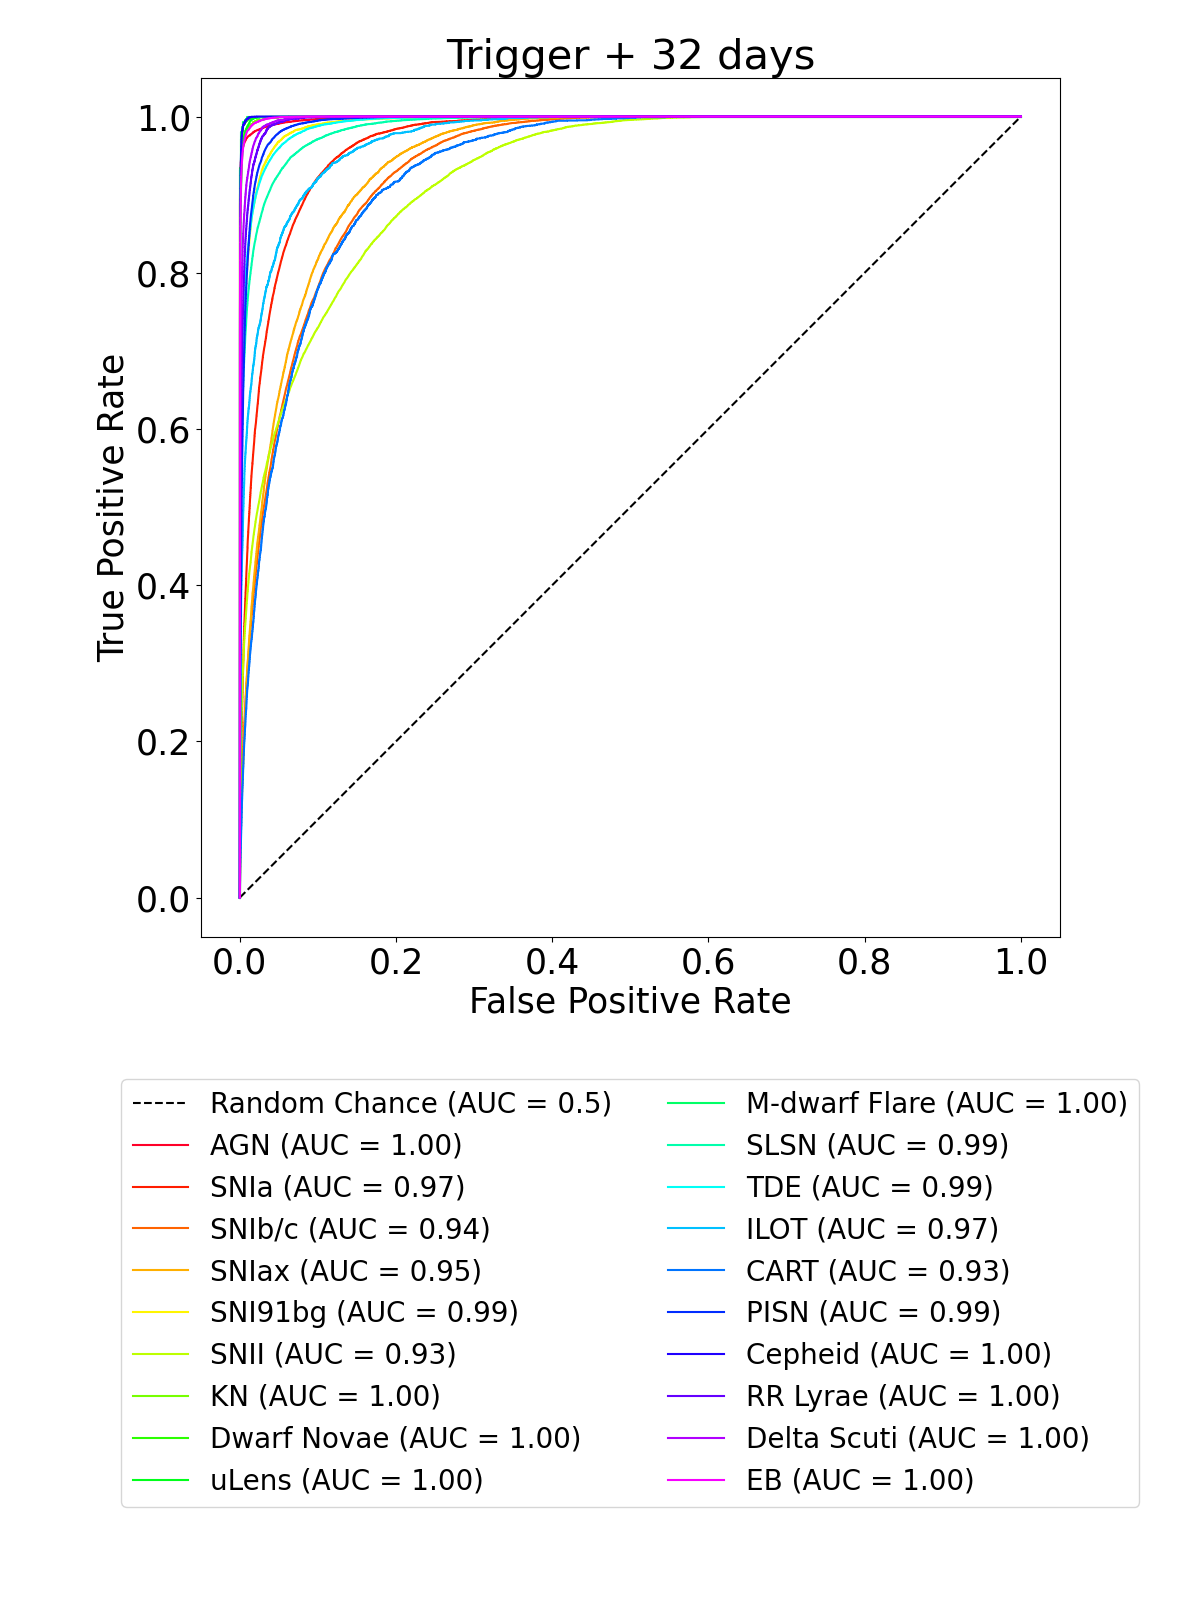 Trigger + 32 days
True Positive Rate
1.0
0.8
0.6
0.4
0.2
0.0
0.0 0.2 0.4 0.6 0.8 1.0
False Positive Rate
Random Chance (AUC = 0.5)
AGN (AUC = 1.00)
SNIa (AUC = 0.97)
SNIb/c (AUC = 0.94)
SNIax (AUC = 0.95)
SNI91bg (AUC = 0.99)
SNII (AUC = 0.93)
KN (AUC = 1.00)
Dwarf Novae (AUC = 1.00)
uLens (AUC = 1.00)
M-dwarf Flare (AUC = 1.00)
SLSN (AUC = 0.99)
TDE (AUC = 0.99)
ILOT (AUC = 0.97)
CART (AUC = 0.93)
PISN (AUC = 0.99)
Cepheid (AUC = 1.00)
RR Lyrae (AUC = 1.00)
Delta Scuti (AUC = 1.00)
EB (AUC = 1.00)